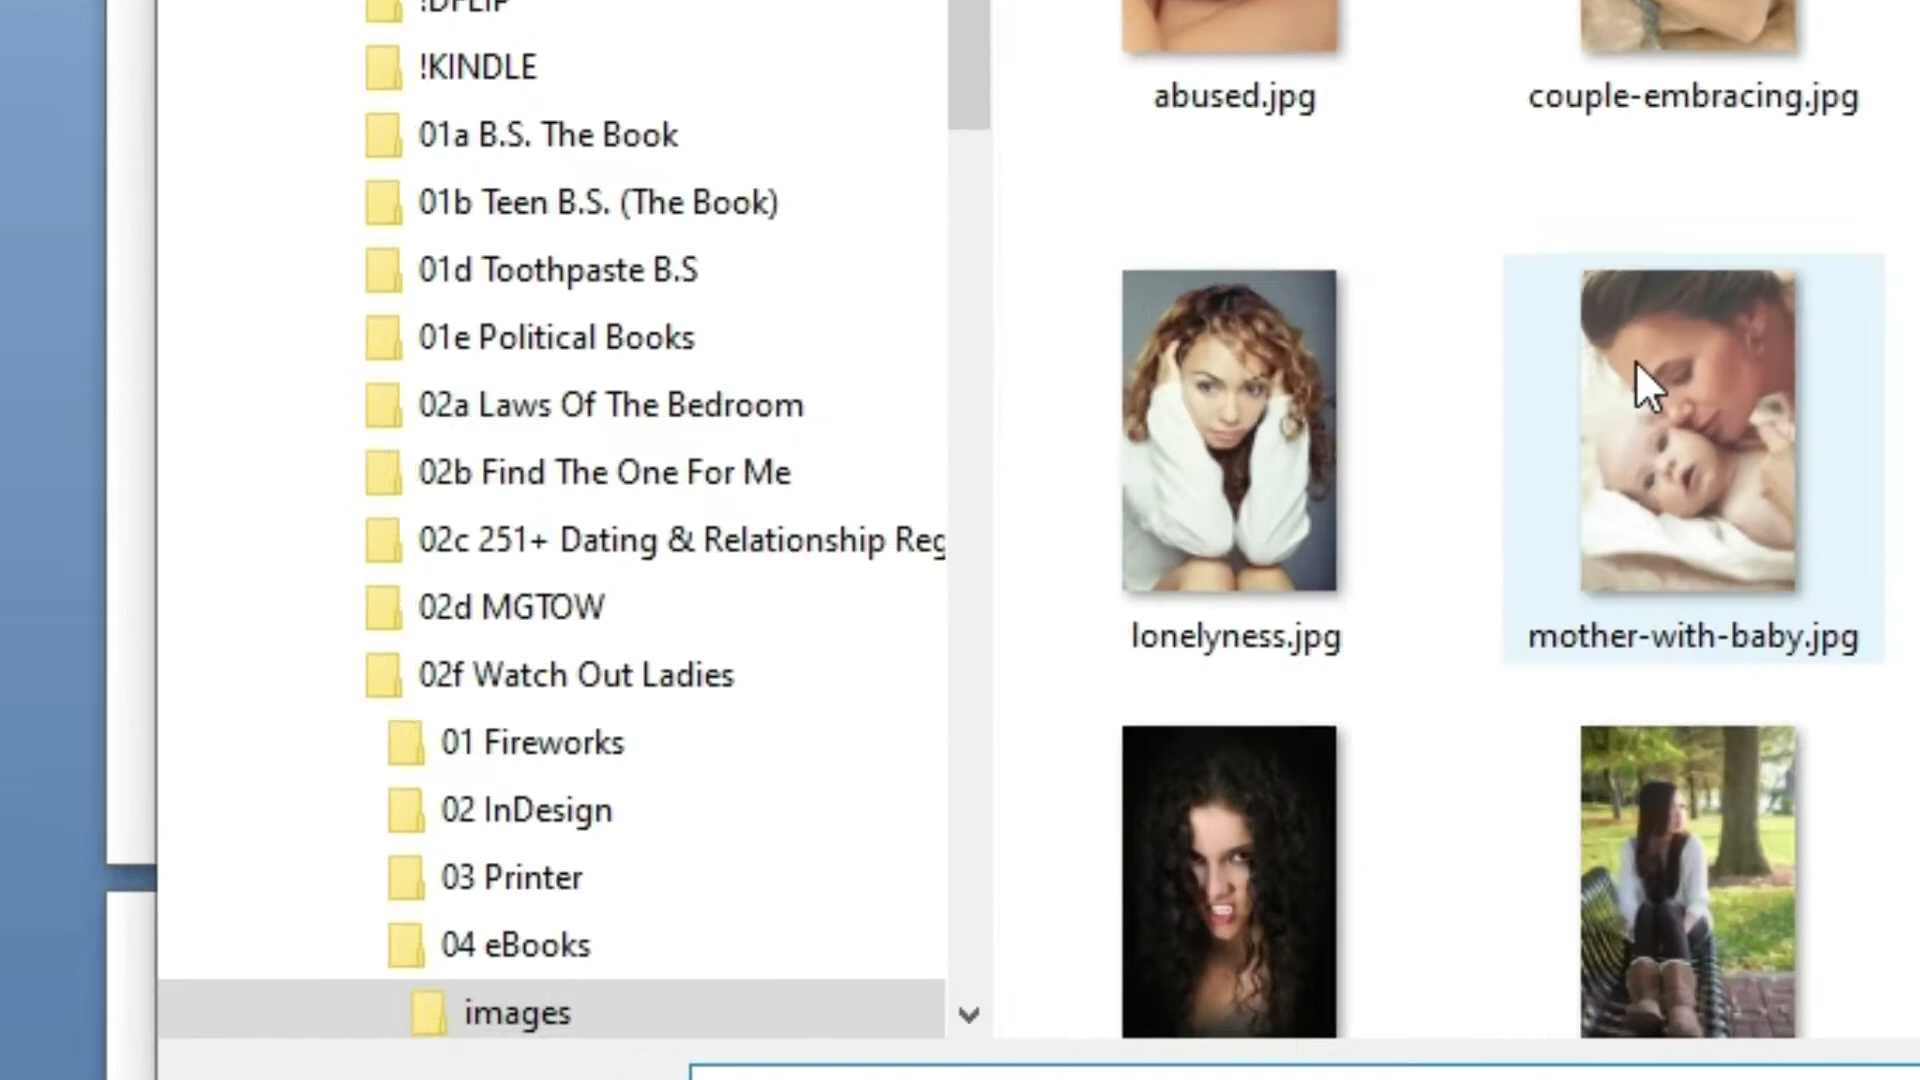 !DFLIP
!KINDLE
01a B.S. The Book
01b Teen B.S. (The Book)
01d Toothpaste B.S
01e Political Books
02a Laws Of The Bedroom
02b Find The One For Me
02c 251+ Dating & Relationship Reg
02d MGTOW
02f Watch Out Ladies
01 Fireworks
02 InDesign
03 Printer
04 eBooks
images
abused.jpg
couple-embracing.jpg
lonelyness.jpg
mother-with-baby.jpg